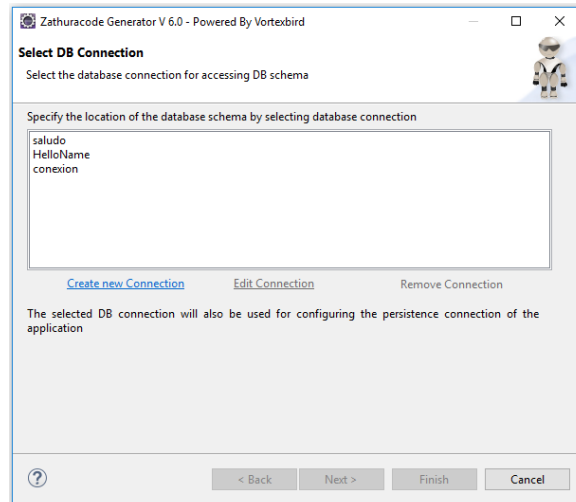 Zathuracode Generator V 6.0 - Powered By Vortexbird
Select DB Connection
Select the database connection for accessing DB schema
Specify the location of the database schema by selecting database connection
saludo
HelloName
conexion
Create new Connection Edit Connection Remove Connection
The selected DB connection will also be used for configuring the persistence connection of the
application
? < Back Next > Finish Cancel